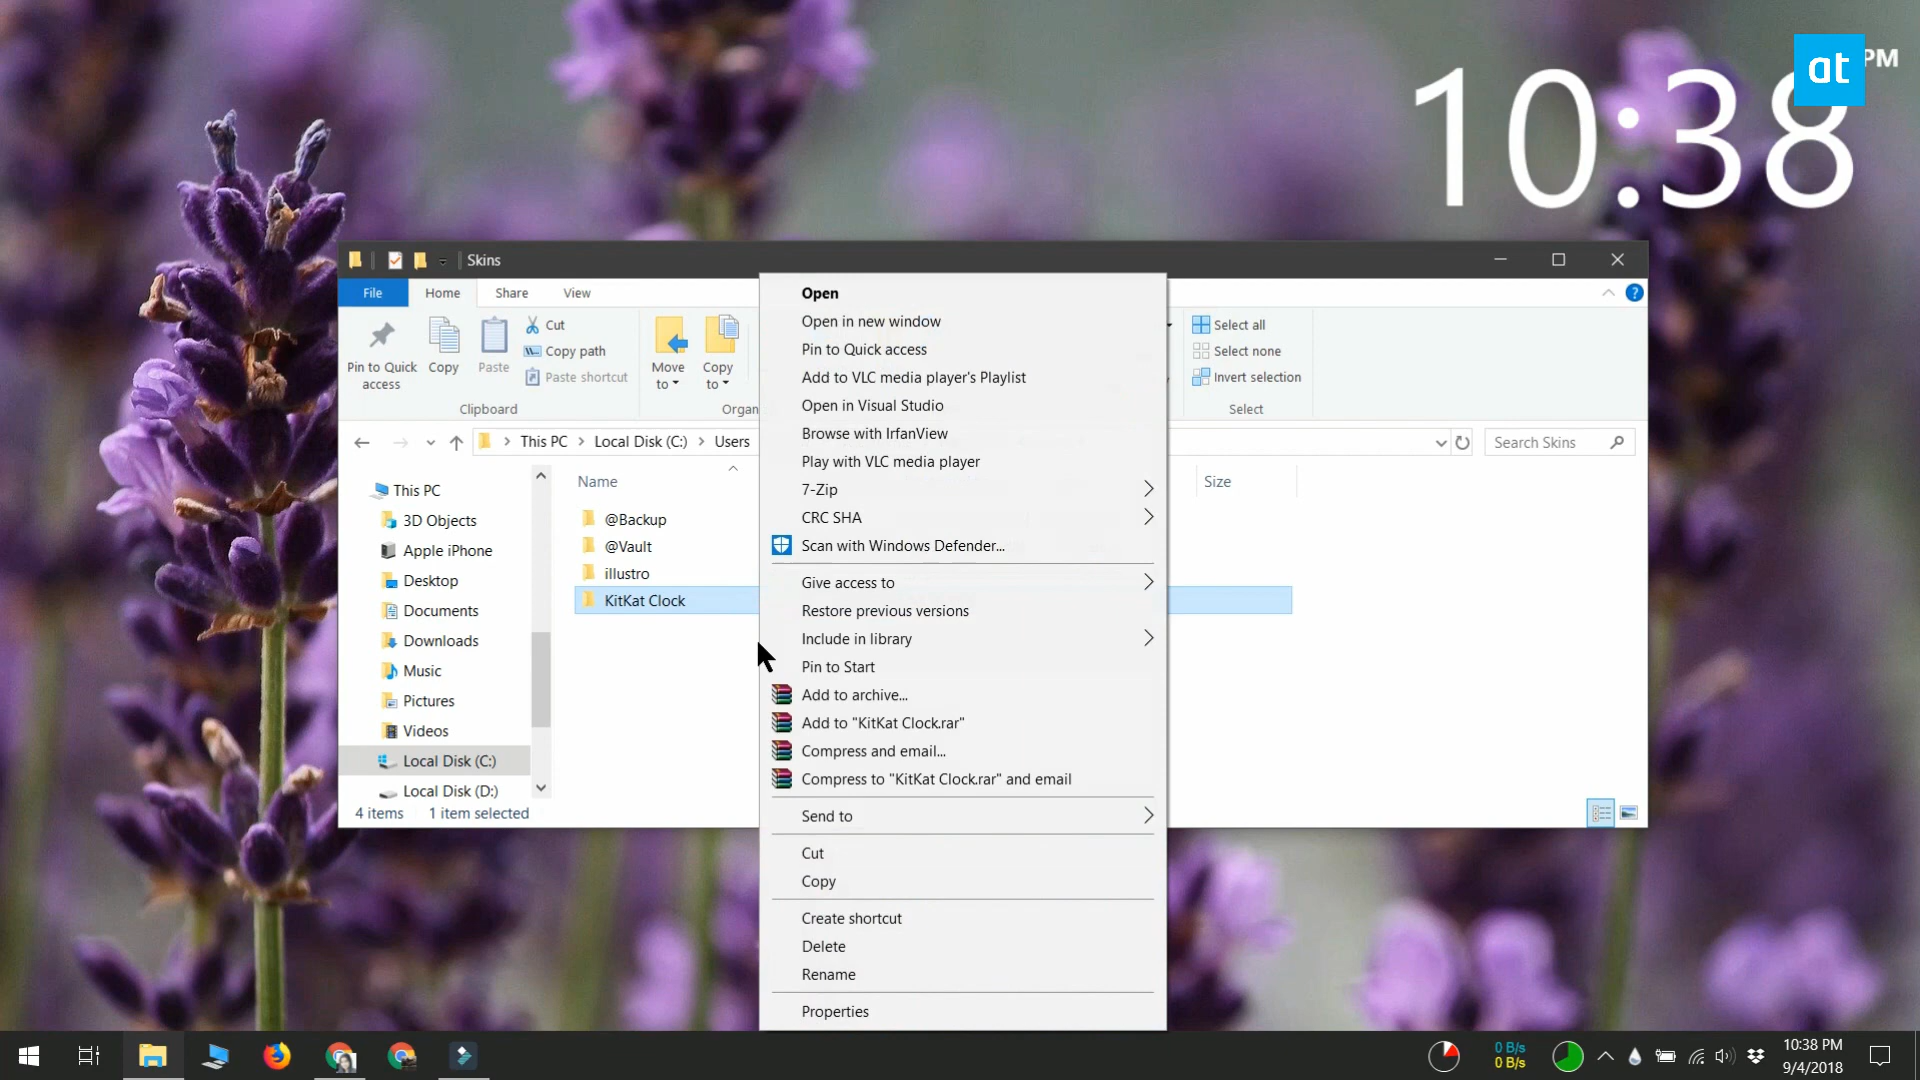 at
PM
10:38
Skins
File
Home
Share
View
Pin to Quick access
Copy
Paste
Cut
Copy path
Paste shortcut
Clipboard
Move to
Copy to
Organ
Select all
Select none
Invert selection
Select
This PC
Local Disk (C:)
Users
Search Skins
Name
Size
This PC
3D Objects
Apple iPhone
Desktop
Documents
Downloads
Music
Pictures
Videos
Local Disk (C:)
Local Disk (D:)
@Backup
@Vault
illustro
KitKat Clock
4 items
1 item selected
Open
Open in new window
Pin to Quick access
Add to VLC media player's Playlist
Open in Visual Studio
Browse with IrfanView
Play with VLC media player
7-Zip
CRC SHA
Scan with Windows Defender...
Give access to
Restore previous versions
Include in library
Pin to Start
Add to archive...
Add to "KitKat Clock.rar"
Compress and email...
Compress to "KitKat Clock.rar" and email
Send to
Cut
Copy
Create shortcut
Delete
Rename
Properties
0 B/s
0 B/s
10:38 PM
9/4/2018